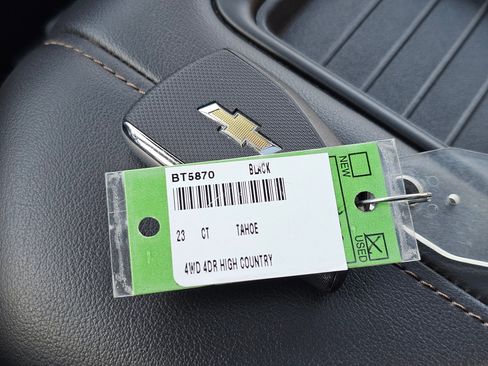 BT5870 BLACK
23 CT TAHOE
4WD 4DR HIGH COUNTRY
NEW
USED